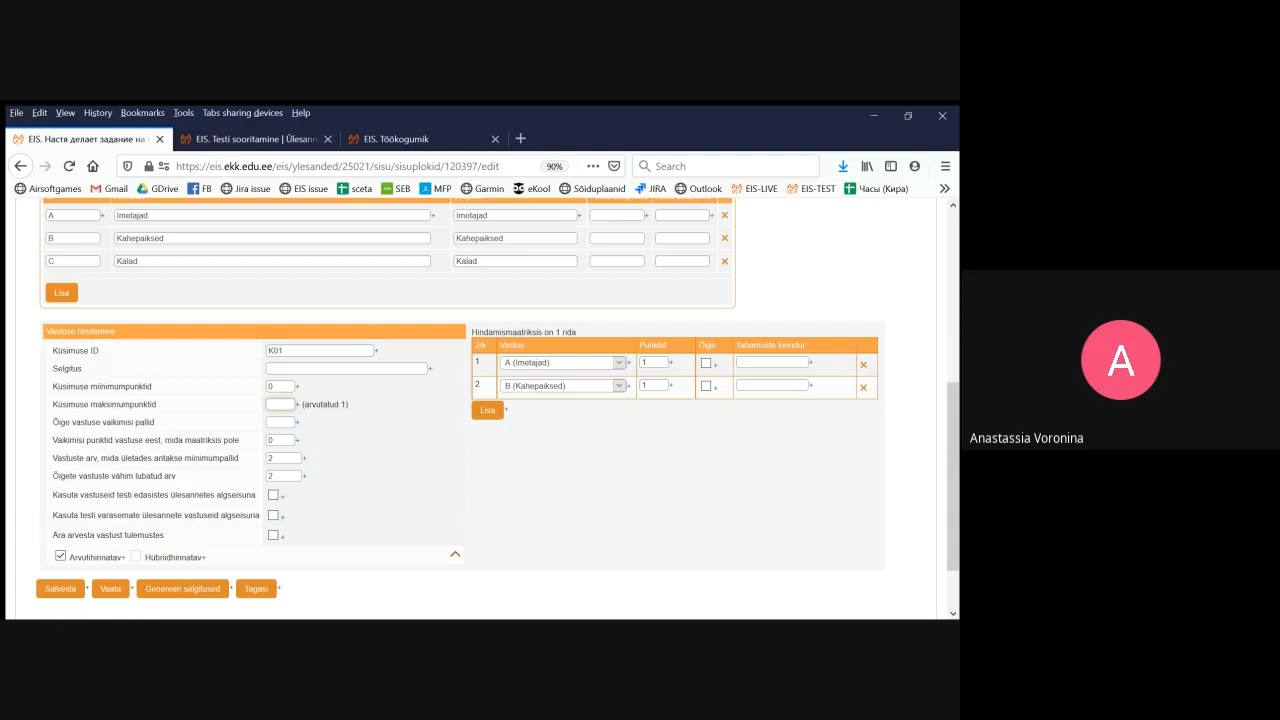 File Edit View History Bookmarks Tools Tabs sharing devices Help
EIS. Настя делает задание на
EIS. Testi sooritamine | Ülesann
EIS. Töökogumik
https://eis.ekk.edu.ee/eis/ylesanded/25021/sisu/sisuplokid/120397/edit 90% Search
Airsoftgames Gmail GDrive FB Jira issue EIS issue sceta SEB MFP Garmin eKool Sõiduplaanid JIRA Outlook EIS-LIVE EIS-TEST Часы (Кира)
A Imetajad Imetajad
B Kahepaiksed Kahepaiksed
C Kalad Kalad
Lisa
Vastuse hindamine
Küsimuse ID K01
Selgitus
Küsimuse miinimumpunktid 0
Küsimuse maksimumpunktid (arvutatud 1)
Õige vastuse vaikimisi pallid
Vaikimisi punktid vastuse eest, mida maatriksis pole 0
Vastuste arv, mida ületades antakse miinimumpallid 2
Õigete vastuste vähim lubatud arv 2
Kasuta vastuseid testi edasistes ülesannetes algseisuna
Kasuta testi varasemate ülesannete vastuseid algseisuna
Ära arvesta vastust tulemustes
Arvutihinnatav Hübriidhinnatav
Hindamismaatriksis on 1 rida
Jrk Vastus Punktid Õige Tabamuste loendur
1 A (Imetajad) 1
2 B (Kahepaiksed) 1
Lisa
Salvesta Vaata Genereeri selgitused Tagasi
A
Anastassia Voronina